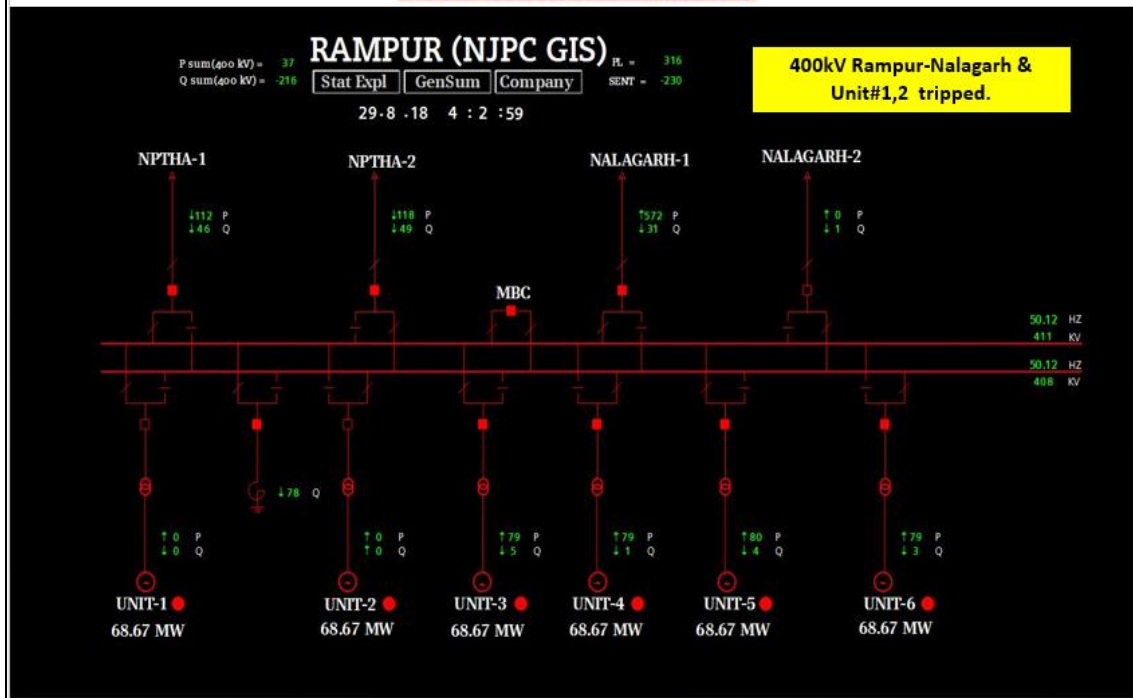 RAMPUR (NJPC GIS)
P sum(400 kV) = 37
Q sum(400 kV) = -216
PL = 316
SENT = -230
Stat Expl GenSum Company
29.8 .18 4 : 2 :59
400kV Rampur-Nalagarh &
Unit#1,2 tripped.
NPTHA-1 NPTHA-2 NALAGARH-1 NALAGARH-2
↓112 P ↓118 P ↑572 P ↑ 0 P
↓46 Q ↓49 Q ↓31 Q ↓ 1 Q
MBC
50.12 HZ
411 KV
50.12 HZ
408 KV
↓78 Q
↑ 0 P ↑ 0 P ↑79 P ↑79 P ↑80 P ↑79 P
↓ 0 Q ↑ 0 Q ↓ 5 Q ↓ 1 Q ↓ 4 Q ↓ 3 Q
UNIT-1 UNIT-2 UNIT-3 UNIT-4 UNIT-5 UNIT-6
68.67 MW 68.67 MW 68.67 MW 68.67 MW 68.67 MW 68.67 MW